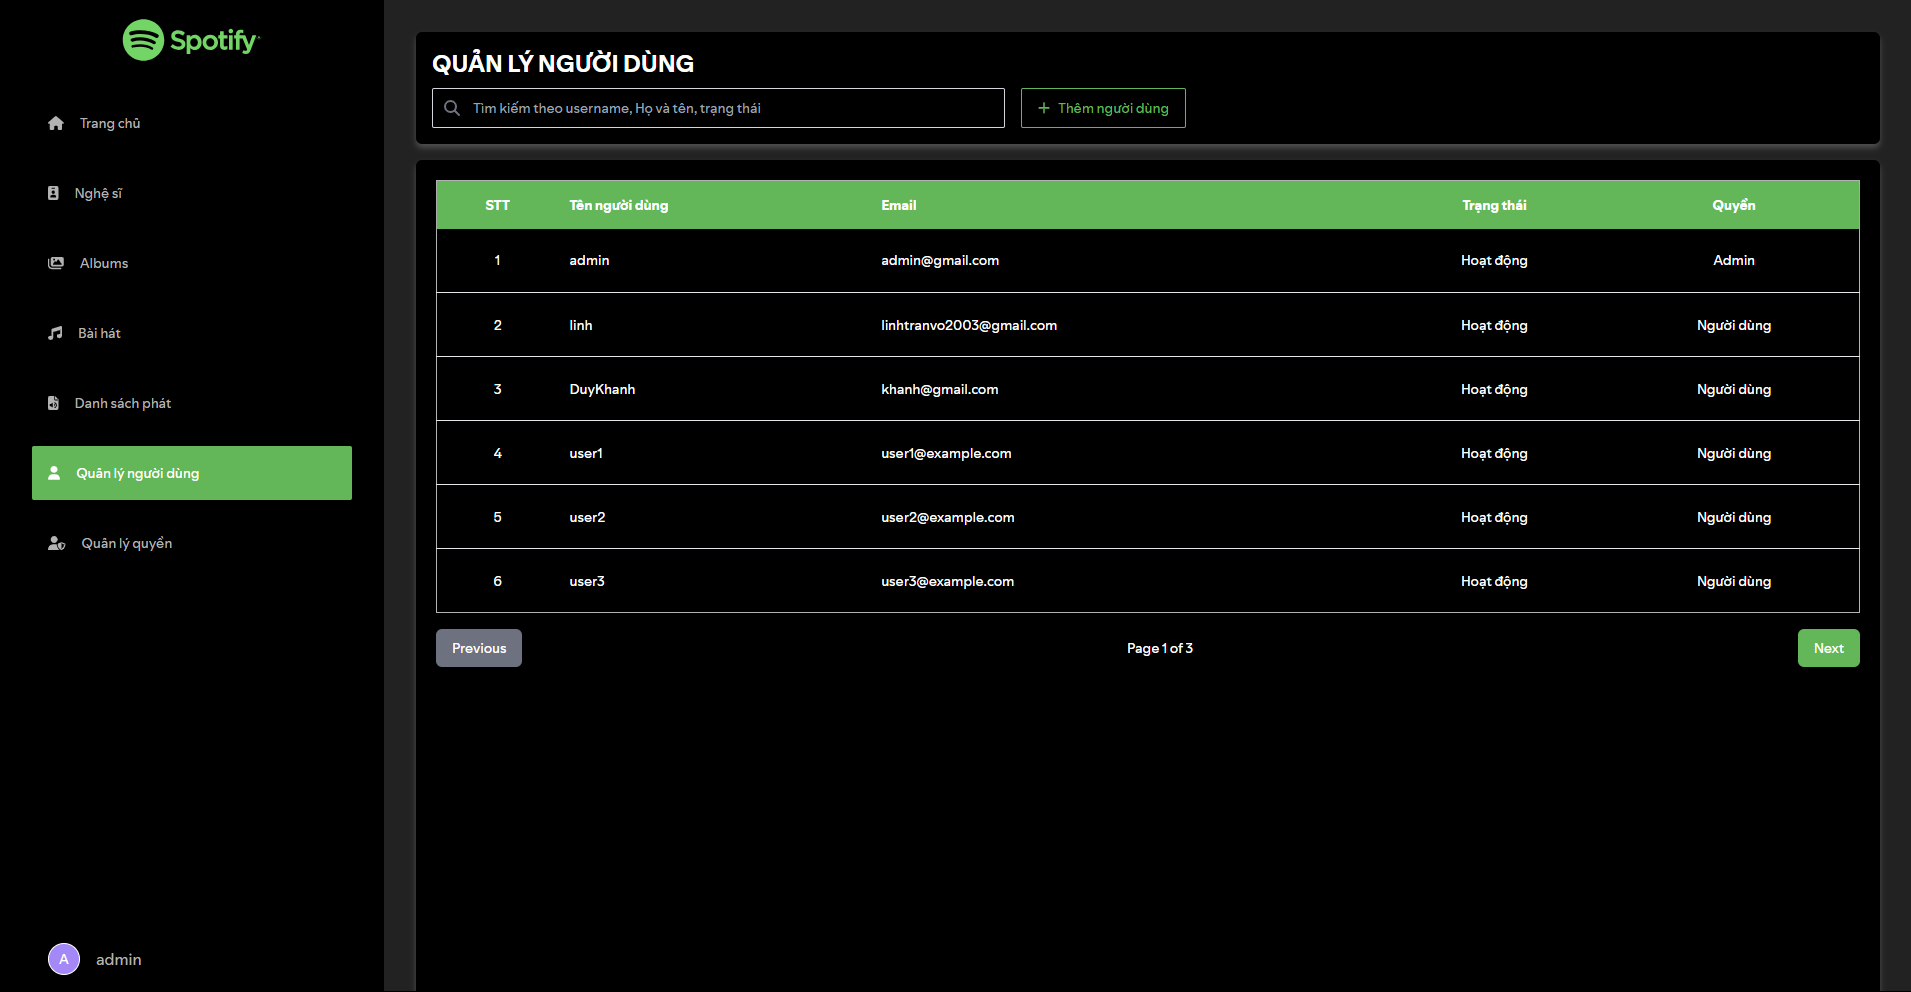 Spotify
Trang chủ
Nghệ sĩ
Albums
Bài hát
Danh sách phát
Quản lý người dùng
Quản lý quyền
A admin
QUẢN LÝ NGƯỜI DÙNG
Tìm kiếm theo username, Họ và tên, trạng thái
+ Thêm người dùng
STT Tên người dùng Email Trạng thái Quyền
1 admin admin@gmail.com Hoạt động Admin
2 linh linhtranvo2003@gmail.com Hoạt động Người dùng
3 DuyKhanh khanh@gmail.com Hoạt động Người dùng
4 user1 user1@example.com Hoạt động Người dùng
5 user2 user2@example.com Hoạt động Người dùng
6 user3 user3@example.com Hoạt động Người dùng
Previous Page 1 of 3 Next